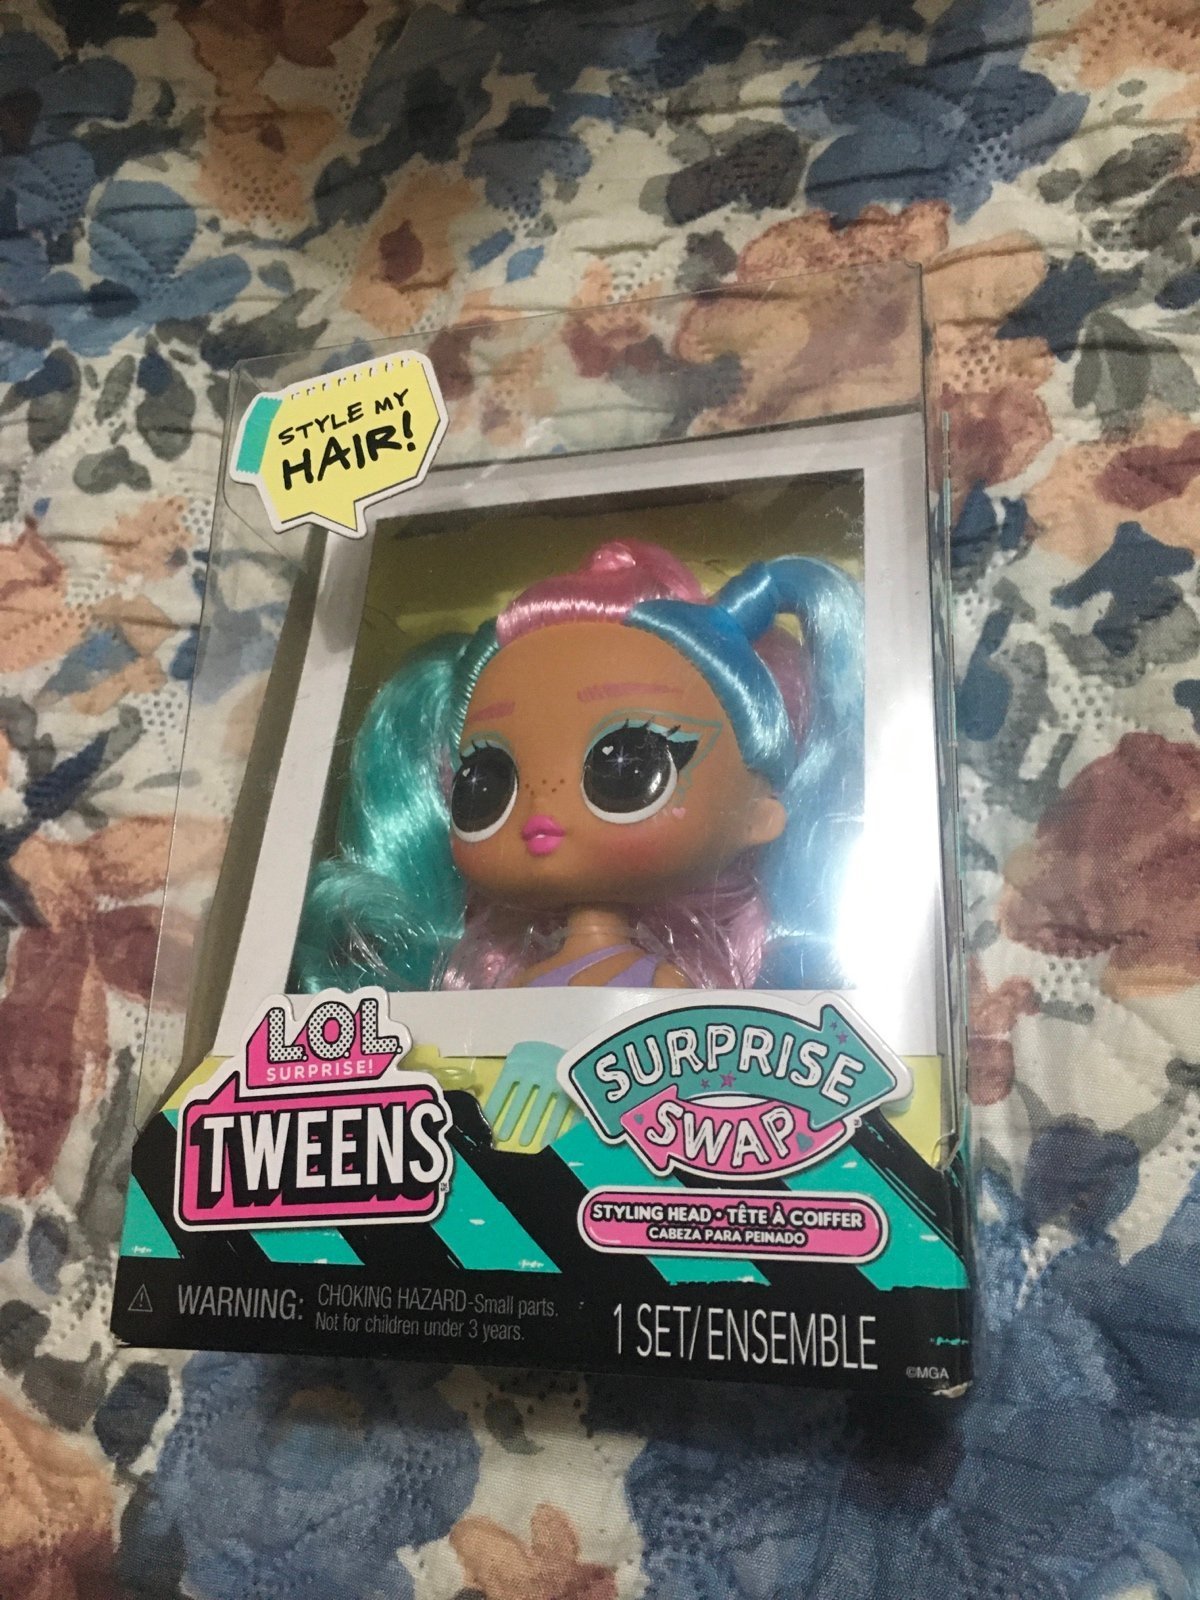 STYLE MY
HAIR!
L.O.L.
SURPRISE!
TWEENS
SURPRISE
SWAP
STYLING HEAD • TÊTE À COIFFER
CABEZA PARA PEINADO
WARNING: CHOKING HAZARD-Small parts.
Not for children under 3 years.
1 SET/ENSEMBLE
©MGA